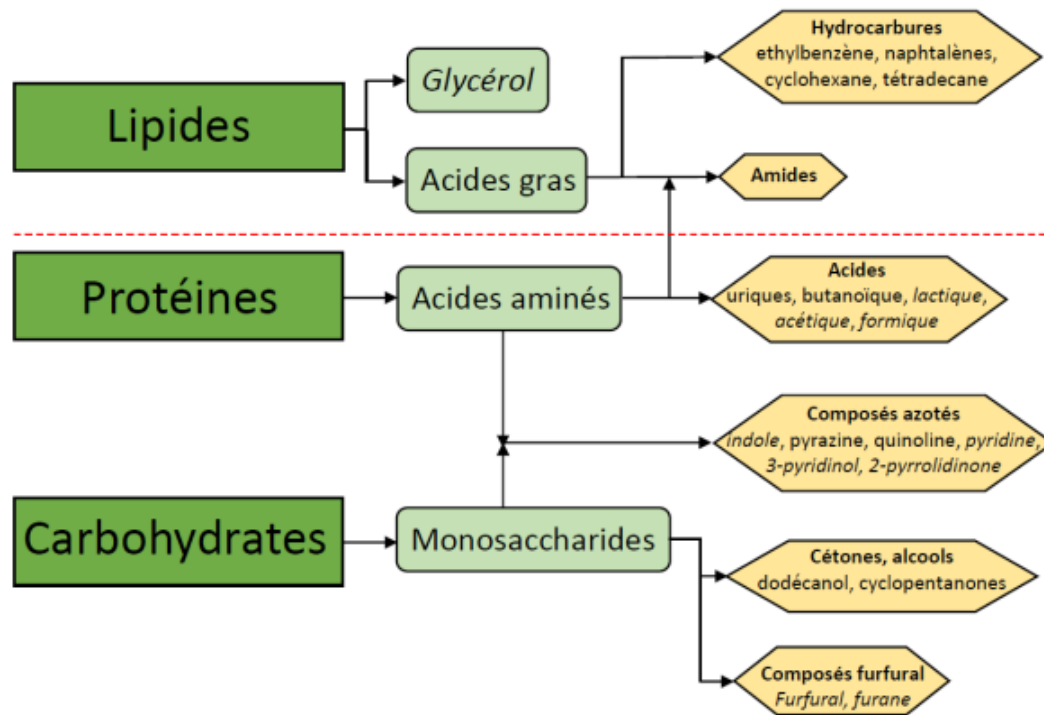 Lipides
Glycérol
Acides gras
Hydrocarbures
ethylbenzène, naphtalènes,
cyclohexane, tétradecane
Amides
Protéines
Acides aminés
Acides
uriques, butanoïque, lactique,
acétique, formique
Composés azotés
indole, pyrazine, quinoline, pyridine,
3-pyridinol, 2-pyrrolidinone
Carbohydrates
Monosaccharides
Cétones, alcools
dodécanol, cyclopentanones
Composés furfural
Furfural, furane